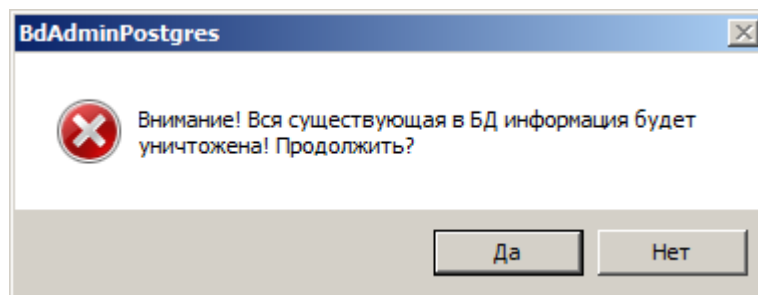 BdAdminPostgres
Внимание! Вся существующая в БД информация будет
уничтожена! Продолжить?
Да
Нет